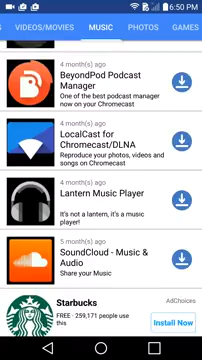 6:50 PM
S VIDEOS/MOVIES MUSIC PHOTOS GAMES
4 month(s) ago
BeyondPod Podcast
Manager
One of the best podcast manager
now on your Chromecast
4 month(s) ago
LocalCast for
Chromecast/DLNA
Reproduce your photos, videos and
songs on Chromecast
4 month(s) ago
Lantern Music Player
It's not a lantern, it's a music
player!
5 month(s) ago
SoundCloud - Music &
Audio
Share your Music
SOUNDCLOUD
Starbucks
AdChoices
FREE · 259,171 people use
this
Install Now